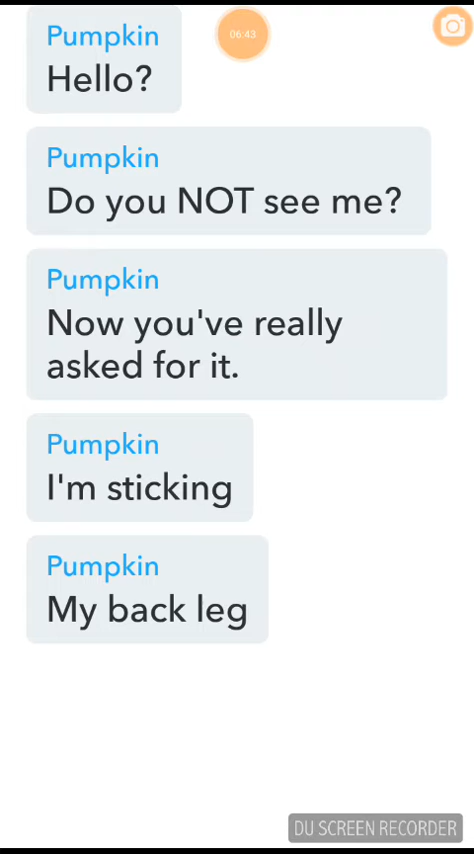 Pumpkin
06:43
Hello?
Pumpkin
Do you NOT see me?
Pumpkin
Now you've really
asked for it.
Pumpkin
I'm sticking
Pumpkin
My back leg
DU SCREEN RECORDER